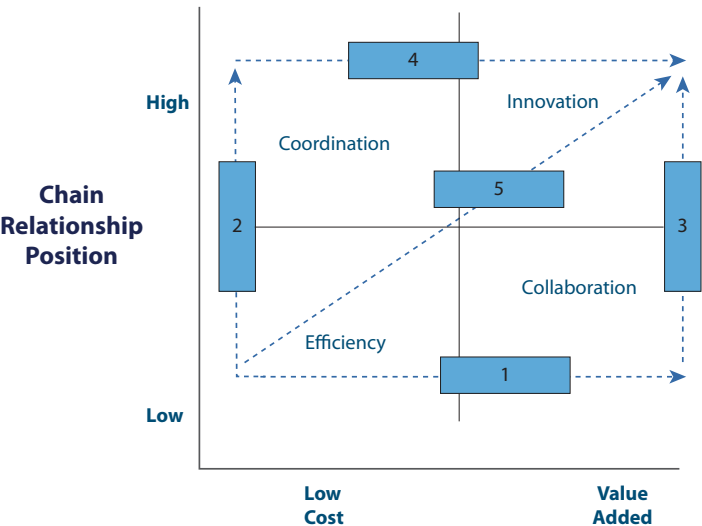 4
High
Innovation
Coordination
5
Chain
Relationship
Position
2
3
Collaboration
Efficiency
1
Low
Low
Cost
Value
Added